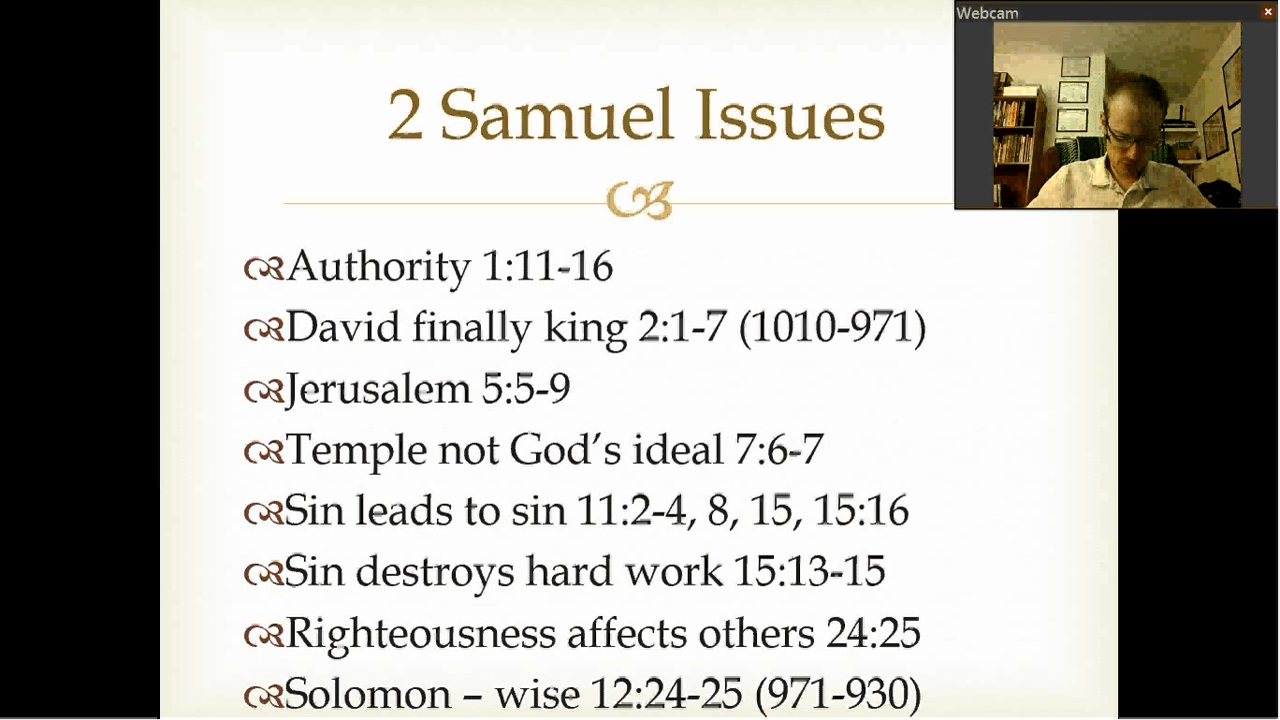 Webcam
2 Samuel Issues
Authority 1:11-16
David finally king 2:1-7 (1010-971)
Jerusalem 5:5-9
Temple not God’s ideal 7:6-7
Sin leads to sin 11:2-4, 8, 15, 15:16
Sin destroys hard work 15:13-15
Righteousness affects others 24:25
Solomon – wise 12:24-25 (971-930)